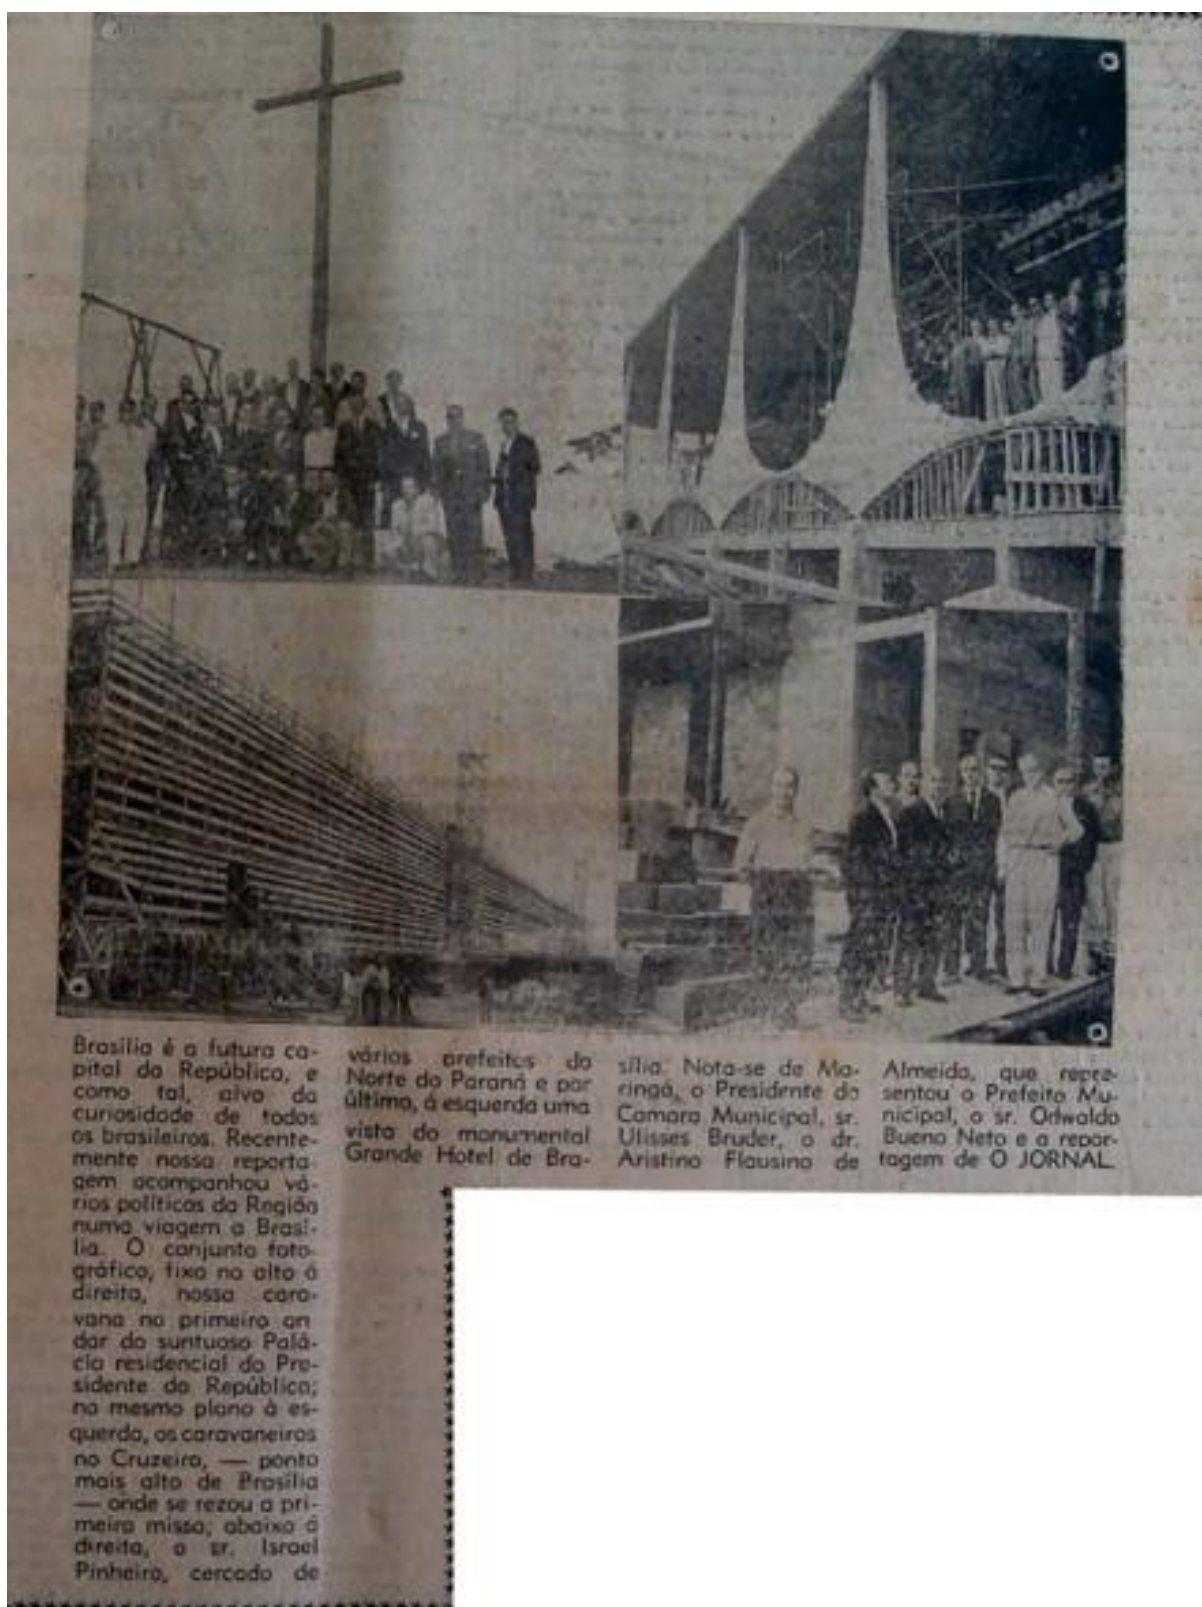 Brasília é a futura ca-
pital da República, e
como tal, alvo da
curiosidade de todos
os brasileiros. Recente-
mente nossa reporta-
gem acompanhou vá-
rios políticos da Região
numa viagem a Brasí-
lia. O conjunto foto-
gráfico, fixa no alto á
direita, nossa cara-
vana no primeiro an
dar do suntuoso Palá-
cio residencial do Pre-
sidente da República;
no mesmo plano á es-
querda, os caravaneiros
no Cruzeiro, — ponto
mais alto de Brasília
— onde se rezou a pri-
meira missa; abaixo á
direita, o sr. Israel
Pinheiro, cercado de
vários prefeitos do
Norte do Paraná e por
último, á esquerda uma
vista do monumental
Grande Hotel de Bra-
sília. Nota-se de Ma-
ringá, o Presidente da
Camara Municipal, sr.
Ulisses Bruder, o dr.
Aristino Flausino de
Almeida, que repre-
sentou o Prefeito Mu-
nicipal, o sr. Odwaldo
Bueno Neto e a repor-
tagem de O JORNAL.